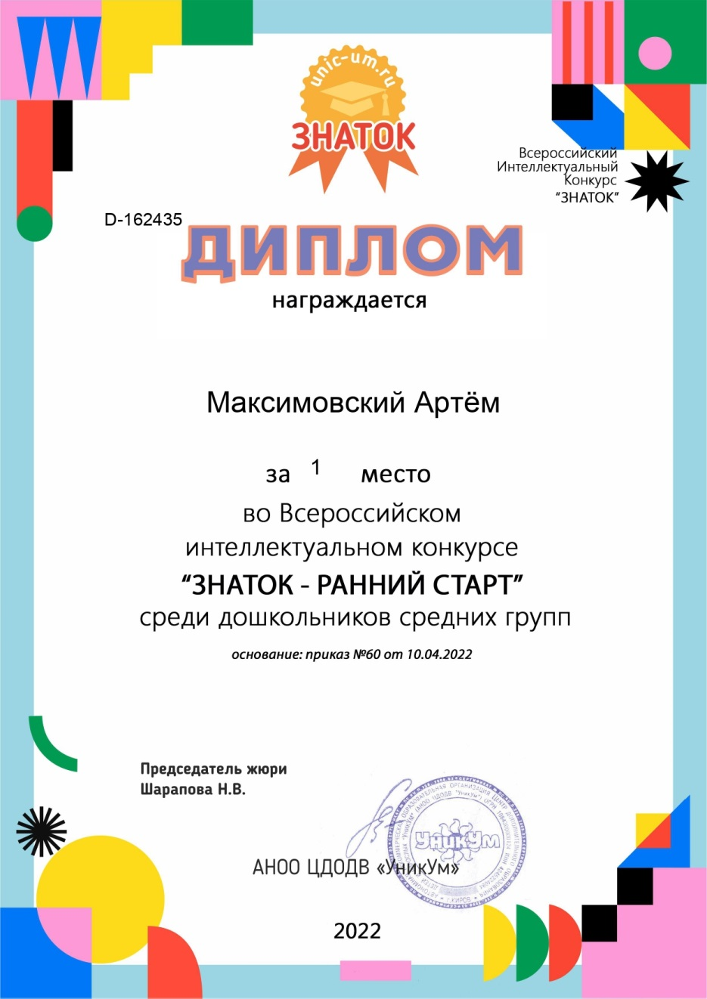 unic-um.ru
ЗНАТОК
Всероссийский
Интеллектуальный
Конкурс
“ЗНАТОК”
D-162435
ДИПЛОМ
награждается
Максимовский Артём
за 1 место
во Всероссийском
интеллектуальном конкурсе
“ЗНАТОК - РАННИЙ СТАРТ”
среди дошкольников средних групп
основание: приказ №60 от 10.04.2022
Председатель жюри
Шарапова Н.В.
УникУм
АНОО ЦДОДВ «УникУм»
2022